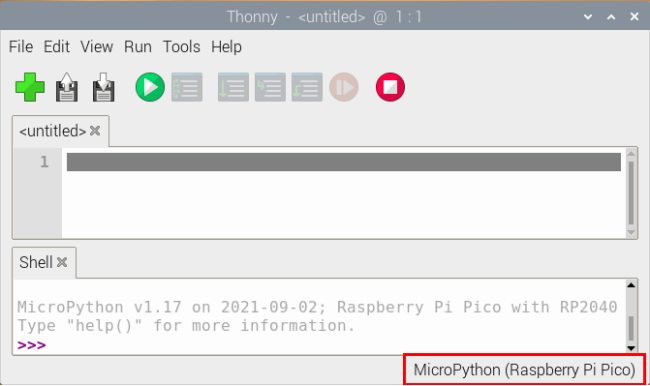 Thonny - <untitled> @ 1 : 1
File Edit View Run Tools Help
<untitled>
1
Shell
MicroPython v1.17 on 2021-09-02; Raspberry Pi Pico with RP2040
Type "help()" for more information.
>>>
MicroPython (Raspberry Pi Pico)